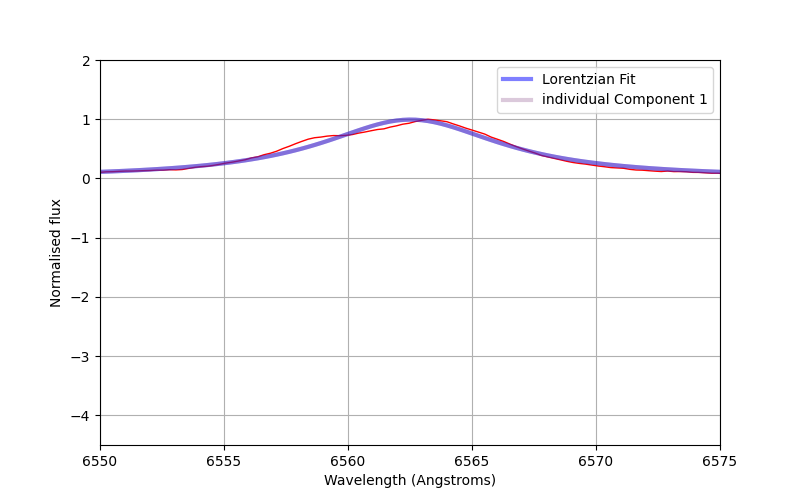 Lorentzian Fit
individual Component 1
2
1
0
−1
−2
−3
−4
Normalised flux
6550 6555 6560 6565 6570 6575
Wavelength (Angstroms)